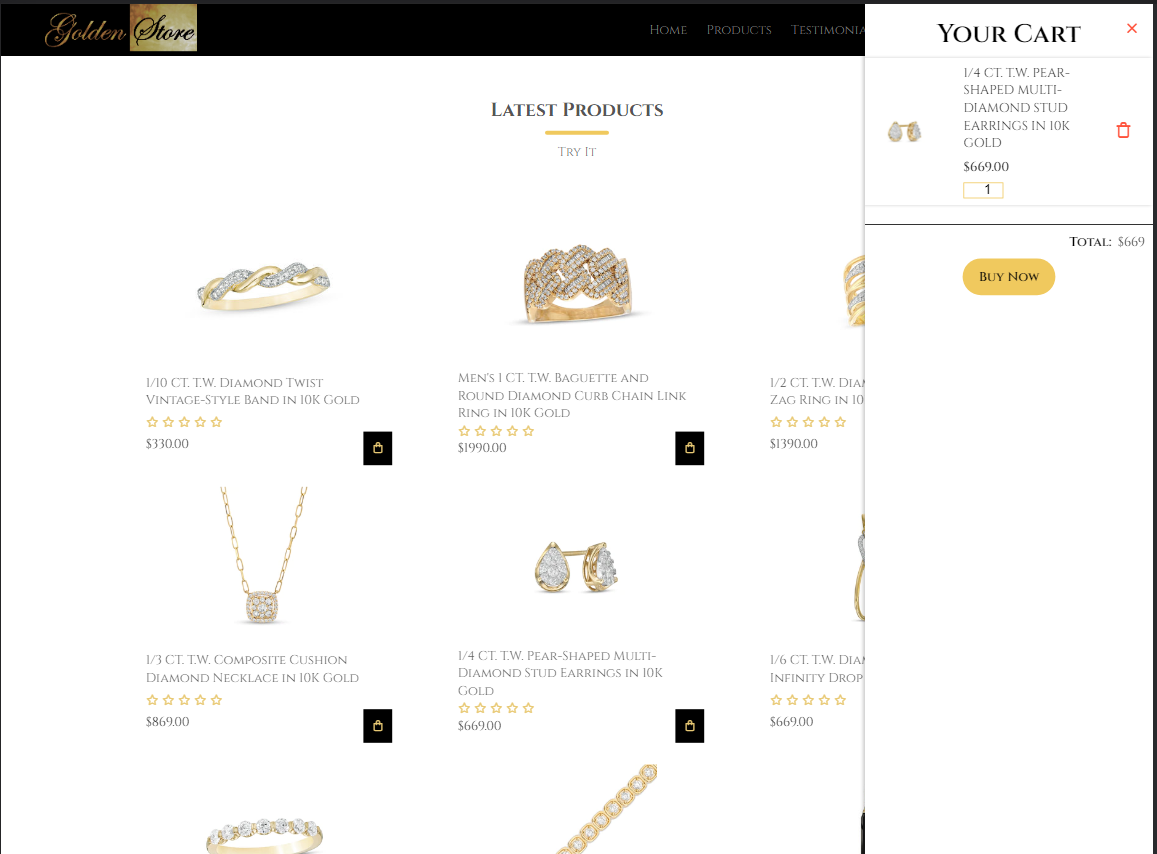 Golden Store
Home Products
Your Cart
Latest Products
Try It
1/4 CT. T.W. PEAR-
SHAPED MULTI-
DIAMOND STUD
EARRINGS IN 10K
GOLD
$669.00
1
Total: $669
Buy Now
1/10 CT. T.W. Diamond Twist
Vintage-Style Band in 10K Gold
$330.00
Men's 1 CT. T.W. Baguette and
Round Diamond Curb Chain Link
Ring in 10K Gold
$1990.00
1/2 CT. T.W.
Zag Ring in
$1390.00
1/3 CT. T.W. Composite Cushion
Diamond Necklace in 10K Gold
$869.00
1/4 CT. T.W. Pear-Shaped Multi-
Diamond Stud Earrings in 10K
Gold
$669.00
1/6 CT. T.W.
Infinity Drop
$669.00